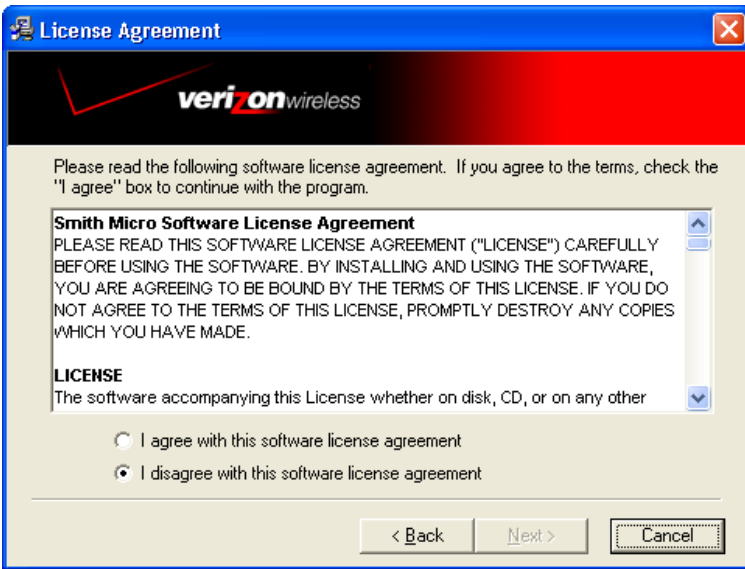 License Agreement
verizonwireless
Please read the following software license agreement. If you agree to the terms, check the
"I agree" box to continue with the program.
Smith Micro Software License Agreement
PLEASE READ THIS SOFTWARE LICENSE AGREEMENT ("LICENSE") CAREFULLY
BEFORE USING THE SOFTWARE. BY INSTALLING AND USING THE SOFTWARE,
YOU ARE AGREEING TO BE BOUND BY THE TERMS OF THIS LICENSE. IF YOU DO
NOT AGREE TO THE TERMS OF THIS LICENSE, PROMPTLY DESTROY ANY COPIES
WHICH YOU HAVE MADE.
LICENSE
The software accompanying this License whether on disk, CD, or on any other
I agree with this software license agreement
I disagree with this software license agreement
< Back Next > Cancel